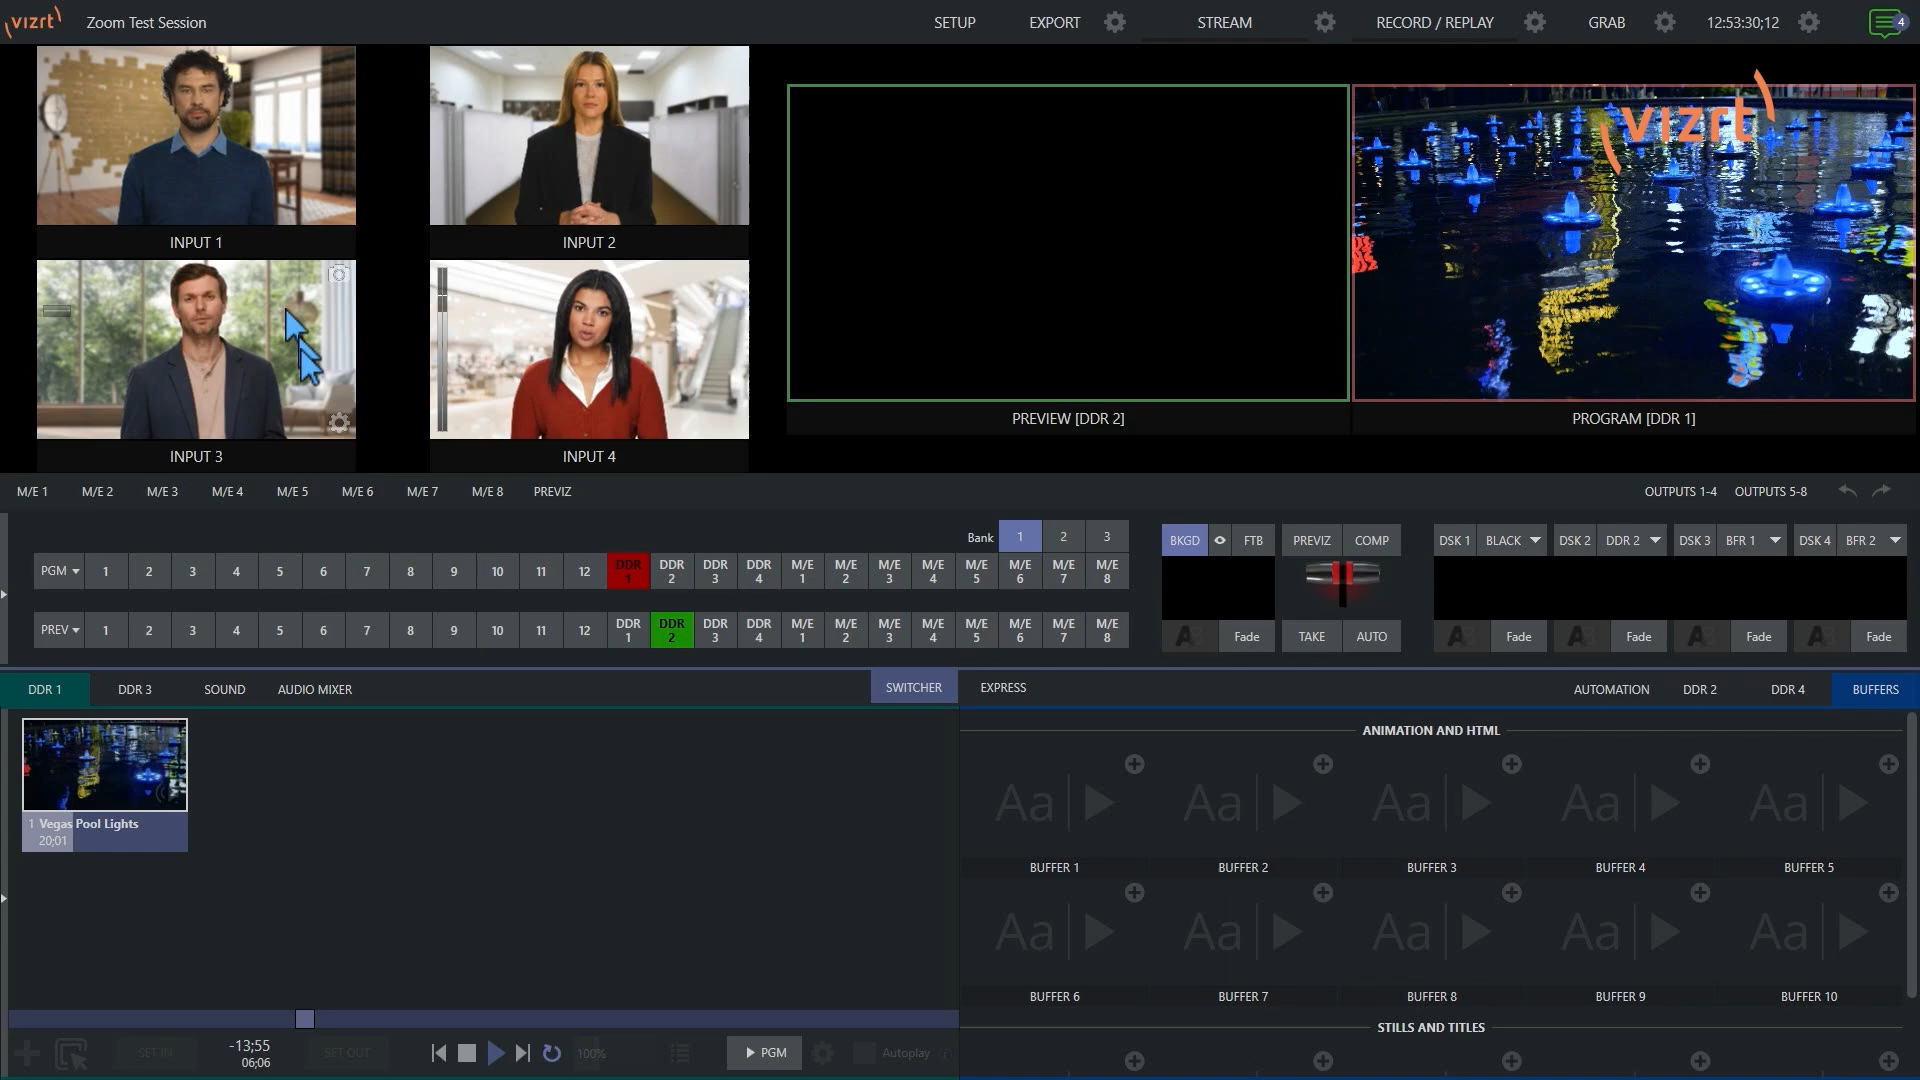 vizrt Zoom Test Session SETUP EXPORT STREAM RECORD / REPLAY GRAB 12:53:30;12 4
vizrt
INPUT 1 INPUT 2
PREVIEW [DDR 2] PROGRAM [DDR 1]
INPUT 3 INPUT 4
M/E 1 M/E 2 M/E 3 M/E 4 M/E 5 M/E 6 M/E 7 M/E 8 PREVIZ OUTPUTS 1-4 OUTPUTS 5-8
Bank 1 2 3
BKGD FTB PREVIZ COMP DSK 1 BLACK DSK 2 DDR 2 DSK 3 BFR 1 DSK 4 BFR 2
PGM 1 2 3 4 5 6 7 8 9 10 11 12 DDR 1 DDR 2 DDR 3 DDR 4 M/E 1 M/E 2 M/E 3 M/E 4 M/E 5 M/E 6 M/E 7 M/E 8
PREV 1 2 3 4 5 6 7 8 9 10 11 12 DDR 1 DDR 2 DDR 3 DDR 4 M/E 1 M/E 2 M/E 3 M/E 4 M/E 5 M/E 6 M/E 7 M/E 8
Fade TAKE AUTO Fade Fade Fade Fade
DDR 1 DDR 3 SOUND AUDIO MIXER SWITCHER EXPRESS AUTOMATION DDR 2 DDR 4 BUFFERS
ANIMATION AND HTML
Aa Aa Aa Aa Aa
1 Vegas Pool Lights
20;01
BUFFER 1 BUFFER 2 BUFFER 3 BUFFER 4 BUFFER 5
Aa Aa Aa Aa Aa
BUFFER 6 BUFFER 7 BUFFER 8 BUFFER 9 BUFFER 10
STILLS AND TITLES
SET IN -13;55 SET OUT 100% PGM Autoplay
06;06